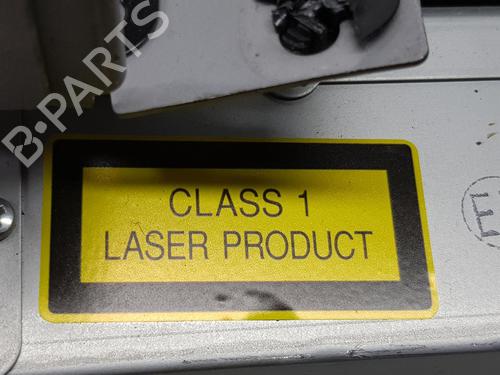 B-PARTS
CLASS 1
LASER PRODUCT